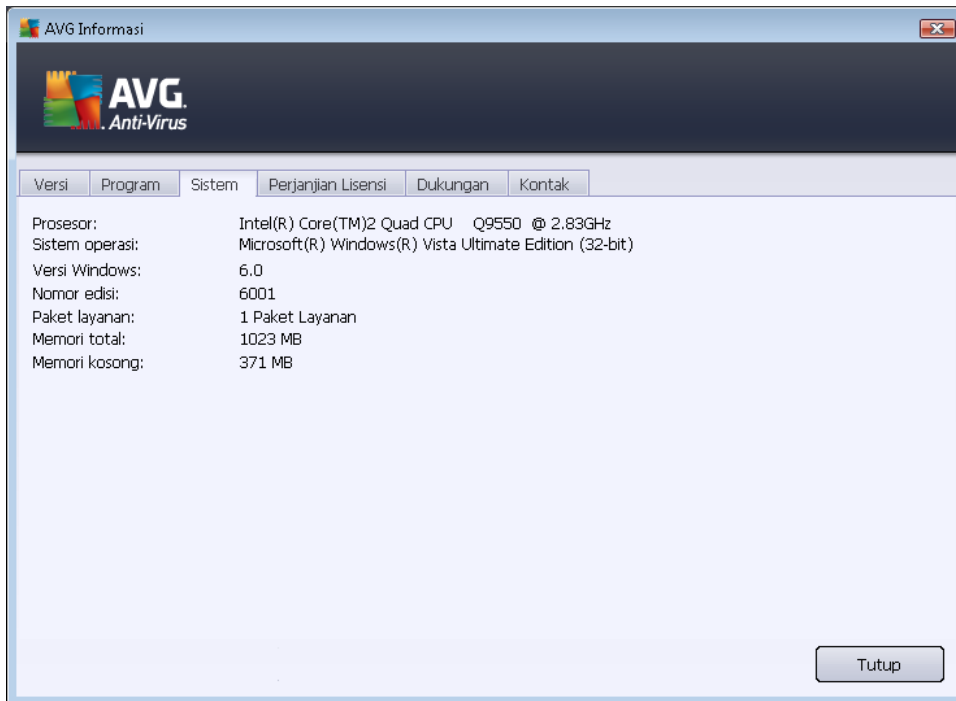 AVG Informasi
AVG.
Anti-Virus
Versi Program Sistem Perjanjian Lisensi Dukungan Kontak
Prosesor: Intel(R) Core(TM)2 Quad CPU Q9550 @ 2.83GHz
Sistem operasi: Microsoft(R) Windows(R) Vista Ultimate Edition (32-bit)
Versi Windows: 6.0
Nomor edisi: 6001
Paket layanan: 1 Paket Layanan
Memori total: 1023 MB
Memori kosong: 371 MB
Tutup